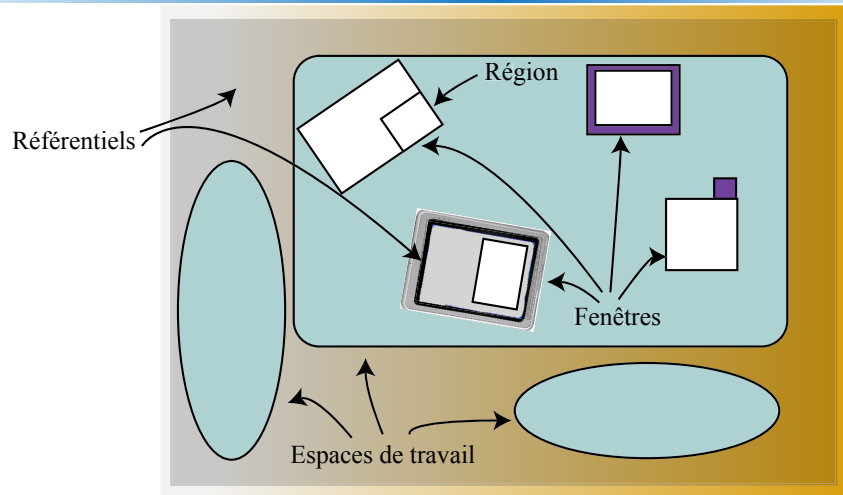 Région
Référentiels
Fenêtres
Espaces de travail